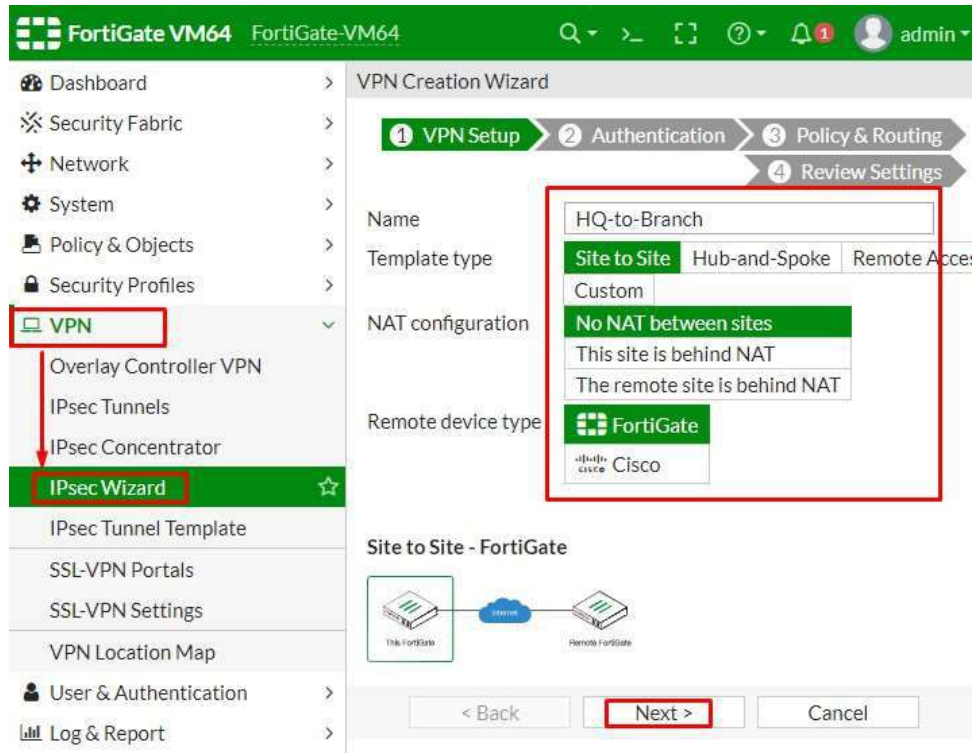 FortiGate VM64 FortiGate-VM64 >_ 1 admin
Dashboard
Security Fabric
Network
System
Policy & Objects
Security Profiles
VPN
Overlay Controller VPN
IPsec Tunnels
IPsec Concentrator
IPsec Wizard
IPsec Tunnel Template
SSL-VPN Portals
SSL-VPN Settings
VPN Location Map
User & Authentication
Log & Report
VPN Creation Wizard
1 VPN Setup 2 Authentication 3 Policy & Routing
4 Review Settings
Name HQ-to-Branch
Template type Site to Site Hub-and-Spoke Remote Acces
Custom
NAT configuration No NAT between sites
This site is behind NAT
The remote site is behind NAT
Remote device type FortiGate
cisco Cisco
Site to Site - FortiGate
Internet
This FortiGate Remote FortiGate
< Back Next > Cancel